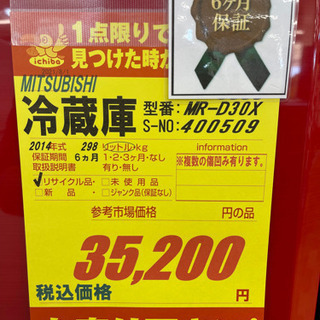 1点限りで
見つけた時が
ichiba
6ヶ月
保証
MITSUBISHI
冷蔵庫
型番: MR-D30X
S-NO: 400509
2014年式 298 リットル・kg
保証期間 6ヵ月 1・2・3ヶ月・なし
取扱説明書 有り・無し
information
※複数の傷凹み有ります。
✓リサイクル品・□未使用品
□新品・□ジャンク品(保証なし)
参考市場価格 円の品
35,200
税込価格 円